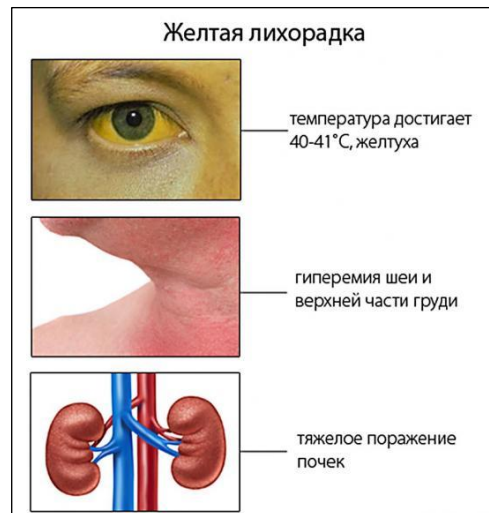 Желтая лихорадка
температура достигает
40-41˚С, желтуха
гиперемия шеи и
верхней части груди
тяжелое поражение
почек